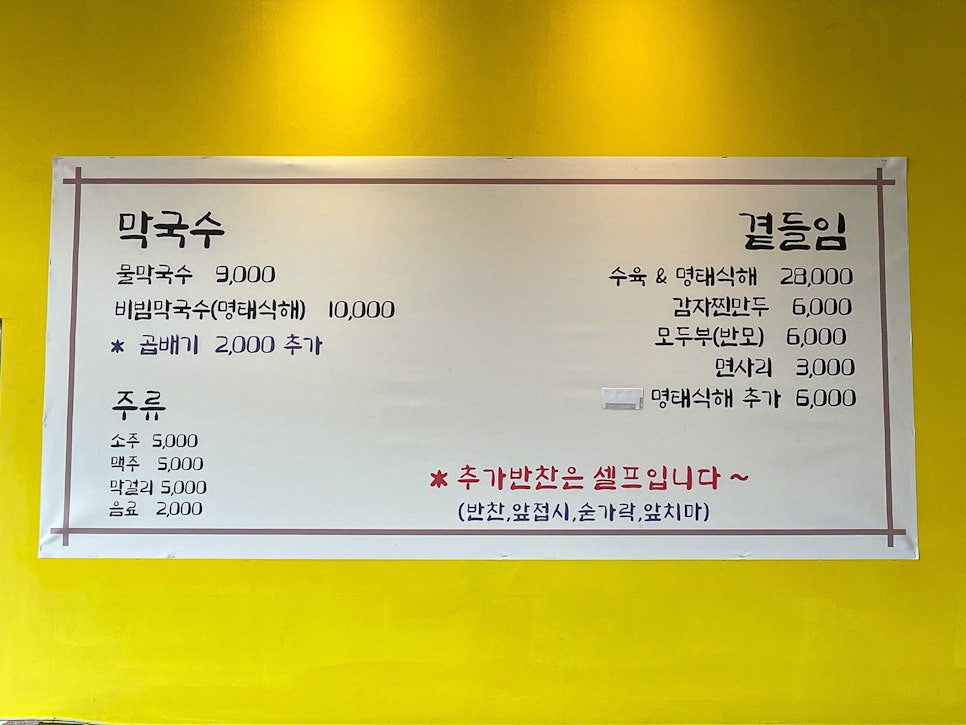 막국수
물막국수 9,000
비빔막국수(명태식해) 10,000
* 곱배기 2,000 추가
주류
소주 5,000
맥주 5,000
막걸리 5,000
음료 2,000
곁들임
수육 & 명태식해 28,000
감자찐만두 6,000
모두부(반모) 6,000
면사리 3,000
명태식해 추가 6,000
* 추가반찬은 셀프입니다 ~
(반찬,앞접시,숟가락,앞치마)